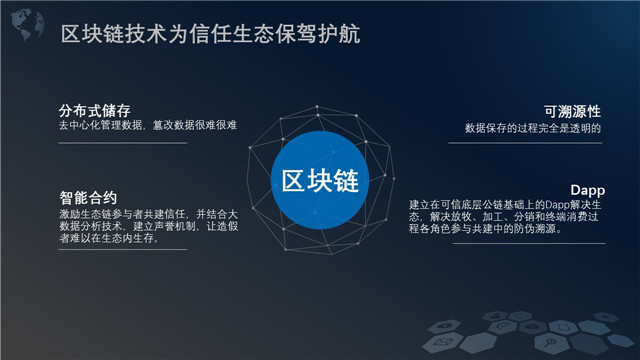 区块链技术为信任生态保驾护航
分布式储存
去中心化管理数据，篡改数据很难很难
可溯源性
数据保存的过程完全是透明的
区块链
智能合约
激励生态链参与者共建信任，并结合大
数据分析技术，建立声誉机制，让造假
者难以在生态内生存。
Dapp
建立在可信底层公链基础上的Dapp解决生
态，解决放牧、加工、分销和终端消费过
程各角色参与共建中的防伪溯源。